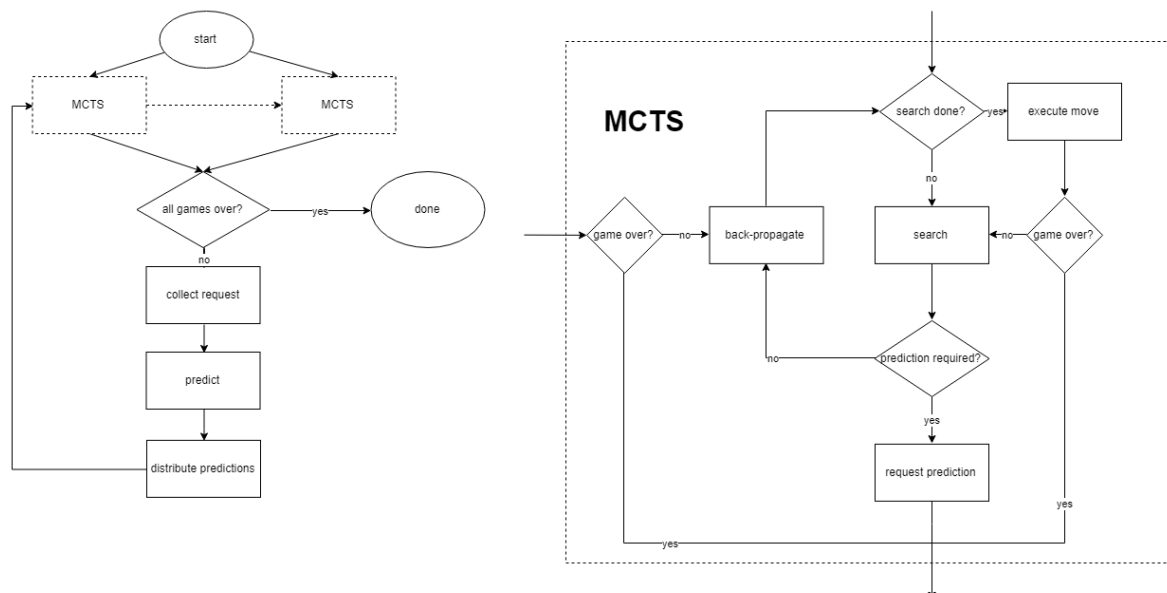 start
MCTS
MCTS
all games over?
yes
done
no
collect request
predict
distribute predictions
MCTS
search done?
yes
execute move
no
game over?
no
back-propagate
search
no
game over?
no
prediction required?
yes
request prediction
yes
yes